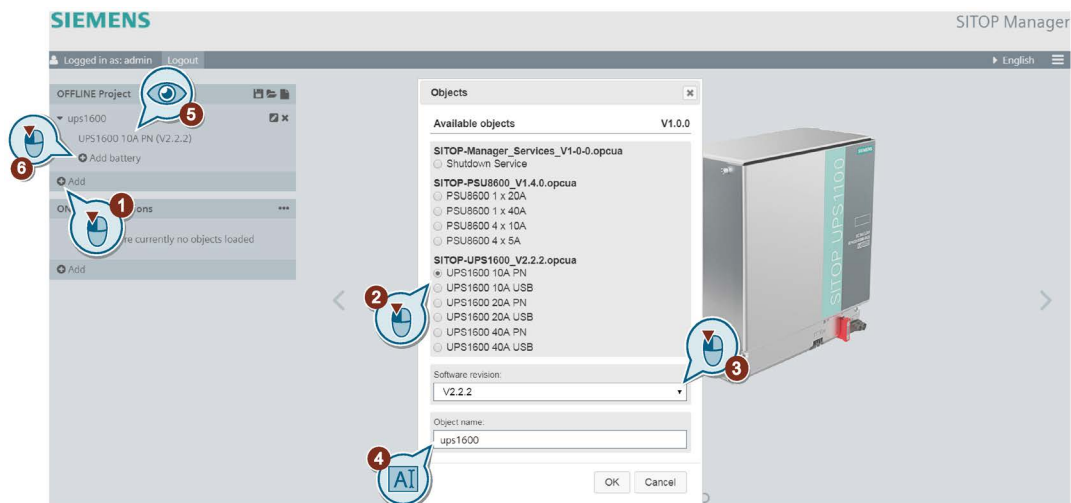 SIEMENS
SITOP Manager
Logged in as: admin Logout
English
OFFLINE Project
5
ups1600
UPS1600 10A PN (V2.2.2)
Add battery
6
Add
1
ON ons
re currently no objects loaded
Add
Objects
Available objects V1.0.0
SITOP-Manager_Services_V1-0-0.opcua
Shutdown Service
SITOP-PSU8600_V1.4.0.opcua
PSU8600 1 x 20A
PSU8600 1 x 40A
PSU8600 4 x 10A
PSU8600 4 x 5A
SITOP-UPS1600_V2.2.2.opcua
UPS1600 10A PN
UPS1600 10A USB
UPS1600 20A PN
UPS1600 20A USB
UPS1600 40A PN
UPS1600 40A USB
2
Software revision:
V2.2.2
3
Object name:
ups1600
4
AI
OK Cancel
SITOP UPS1100
SIEMENS